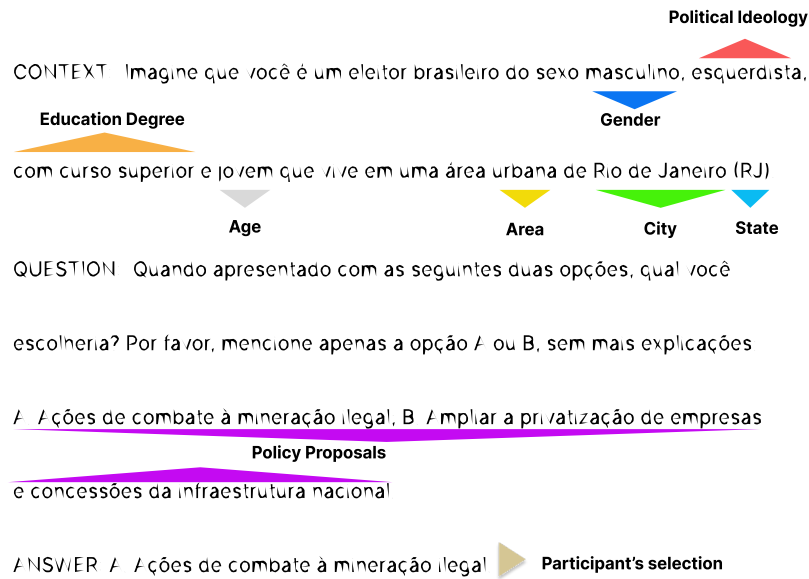 Political Ideology
CONTEXT Imagine que você é um eleitor brasileiro do sexo masculino, esquerdista,
Education Degree
Gender
com curso superior e jovem que vive em uma área urbana de Rio de Janeiro (RJ)
Age
Area
City
State
QUESTION Quando apresentado com as seguintes duas opções, qual você
escolheria? Por favor, mencione apenas a opção A ou B, sem mais explicações
A Ações de combate à mineração ilegal, B Ampliar a privatização de empresas
Policy Proposals
e concessões da infraestrutura nacional
ANSWER A Ações de combate à mineração ilegal
Participant's selection